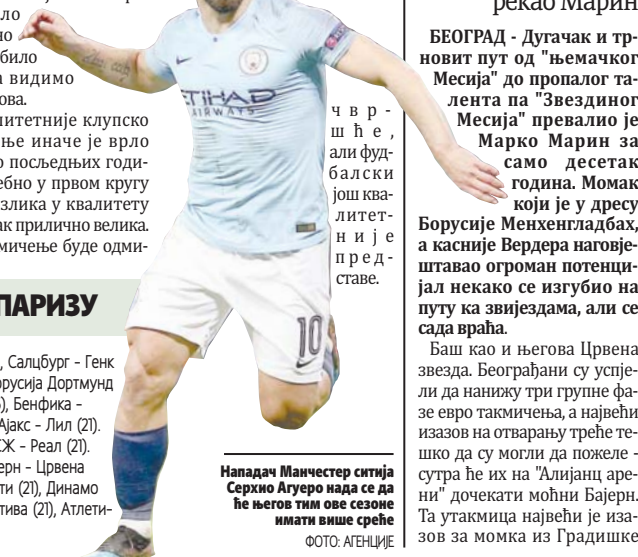 ло
но
било
видимо
ова.
литетније клупско
ње иначе је врло
посљедњих годи-
ебно у првом кругу
злика у квалитету
ак прилично велика.
мичење буде одми-
ПАРИЗУ
, Салцбург - Генк
орусија Дортмунд
), Бенфика -
Ајакс - Лил (21).
СЖ - Реал (21).
ерн - Црвена
ти (21), Динамо
тива (21), Атлети-
ETIHAD
AIRWAYS
10
чвр-
шће,
али фуд-
балски
још ква-
литет-
није
пред-
ставе.
Нападач Манчестер ситија
Серхио Агуеро нада се да
ће његов тим ове сезоне
имати више среће
ФОТО: АГЕНЦИЈЕ
рекао Марин
БЕОГРАД - Дугачак и тр-
новит пут од "њемачког
Месија" до пропалог та-
лента па "Звездиног
Месија" превалио је
Марко Марин за
само десетак
година. Момак
који је у дресу
Борусије Менхенгладбах,
а касније Вердера наговје-
штавао огроман потенци-
јал некако се изгубио на
путу ка звијездама, али се
сада враћа.
Баш као и његова Црвена
звезда. Београђани су успје-
ли да нанижу три групне фа-
зе евро такмичења, а највећи
изазов на отварању треће те-
шко да су могли да пожеле -
сутра ће их на "Алијанц аре-
ни" дочекати моћни Бајерн.
Та утакмица највећи је иза-
зов за момка из Градишке